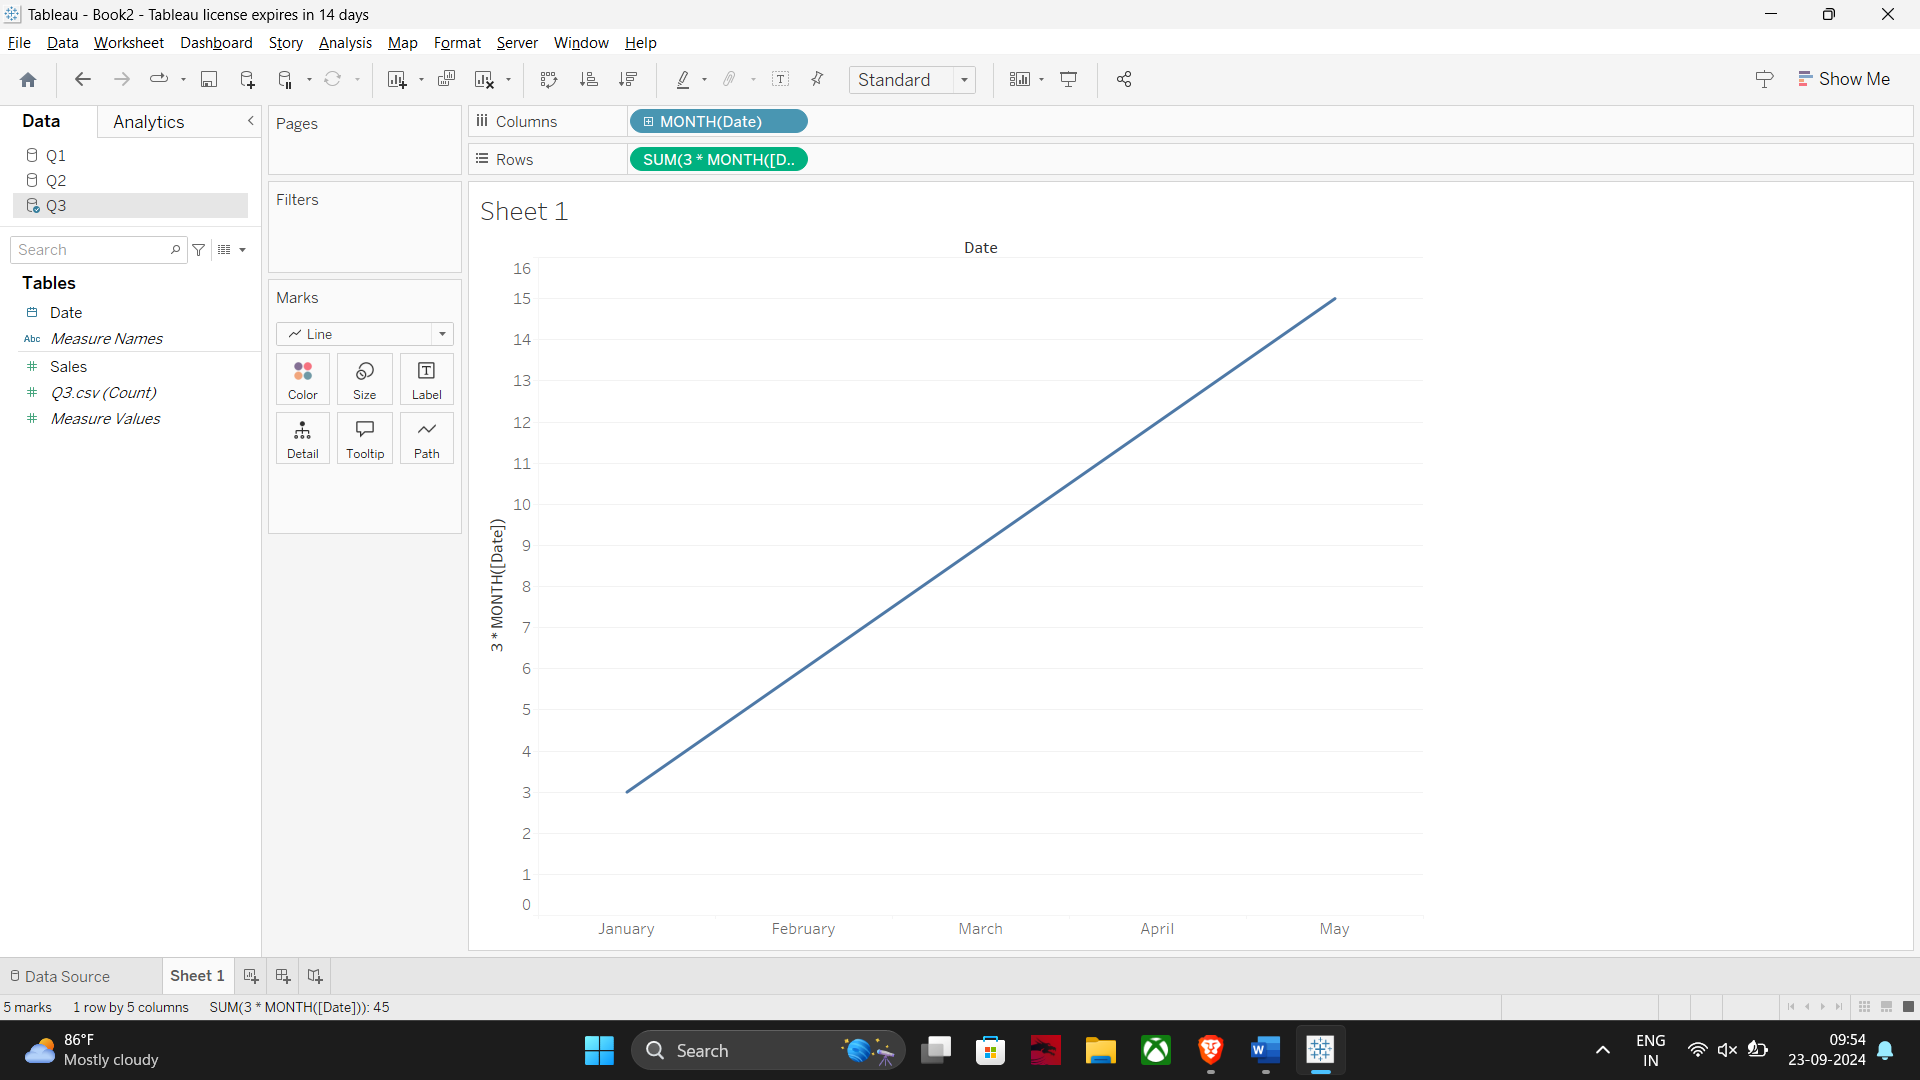 Tableau - Book2 - Tableau license expires in 14 days
File Data Worksheet Dashboard Story Analysis Map Format Server Window Help
Standard
Show Me
Data
Analytics
Q1
Q2
Q3
Search
Tables
Date
Abc Measure Names
Sales
Q3.csv (Count)
Measure Values
Pages
Filters
Marks
Line
Color Size Label
Detail Tooltip Path
Columns
MONTH(Date)
Rows
SUM(3 * MONTH([D..
Sheet 1
Date
3 * MONTH([Date])
16
15
14
13
12
11
10
9
8
7
6
5
4
3
2
1
0
January February March April May
Data Source
Sheet 1
5 marks 1 row by 5 columns SUM(3 * MONTH([Date])): 45
86°F
Mostly cloudy
Search
ENG
IN
09:54
23-09-2024